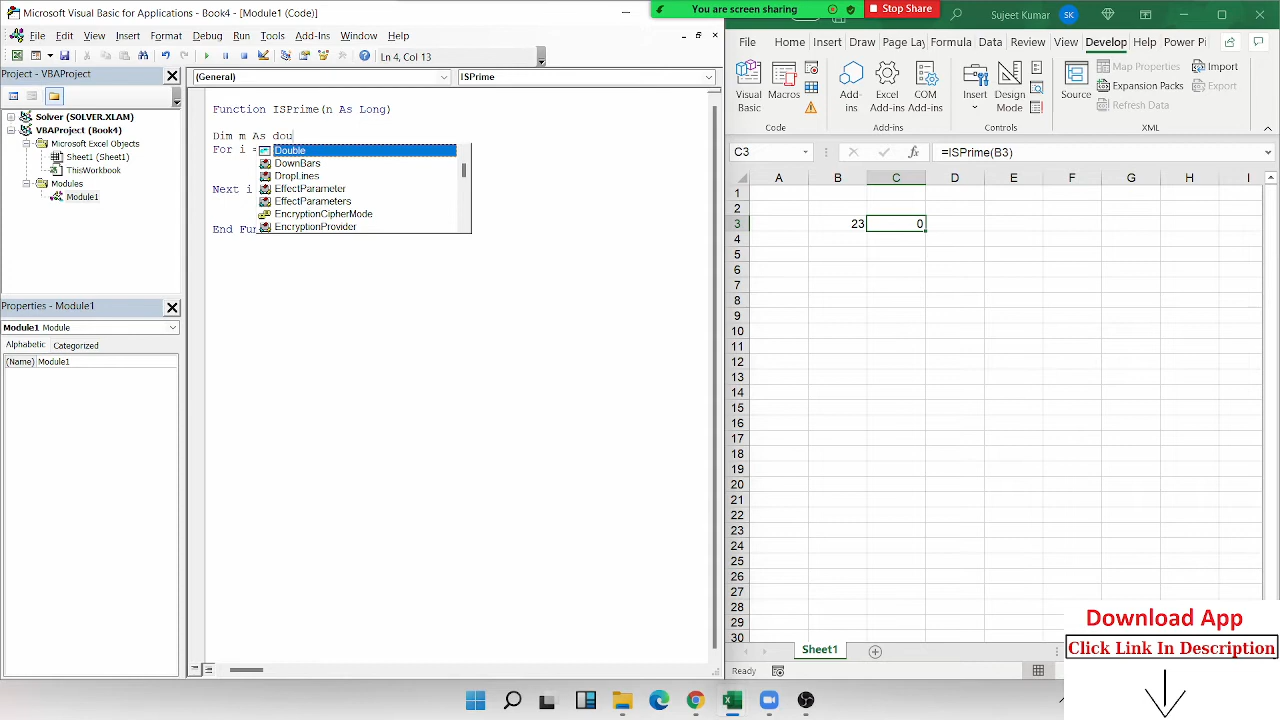 Microsoft Visual Basic for Applications - Book4 - [Module1 (Code)]
You are screen sharing
Stop Share
Sujeet Kumar
SK
File Edit View Insert Format Debug Run Tools Add-Ins Window Help
Ln 4, Col 13
Project - VBAProject
(General)
ISPrime
Solver (SOLVER.XLAM)
VBAProject (Book4)
Microsoft Excel Objects
Sheet1 (Sheet1)
ThisWorkbook
Modules
Module1
Properties - Module1
Module1 Module
Alphabetic Categorized
(Name) Module1
Function ISPrime(n As Long)
Dim m As dou
For i =
Next i
End Fun
Double
DownBars
DropLines
EffectParameter
EffectParameters
EncryptionCipherMode
EncryptionProvider
File Home Insert Draw Page Lay Formula Data Review View Develop Help Power Pi
Visual Basic
Macros
Code
Add-ins
Excel Add-ins
COM Add-ins
Add-ins
Insert
Design Mode
Controls
Source
Map Properties
Expansion Packs
Refresh Data
Import
Export
XML
C3
fx
=ISPrime(B3)
A B C D E F G H I
1
2
3 23 0
4
5
6
7
8
9
10
11
12
13
14
15
16
17
18
19
20
21
22
23
24
25
26
27
28
29
30
Sheet1
Ready
Download App
Click Link In Description